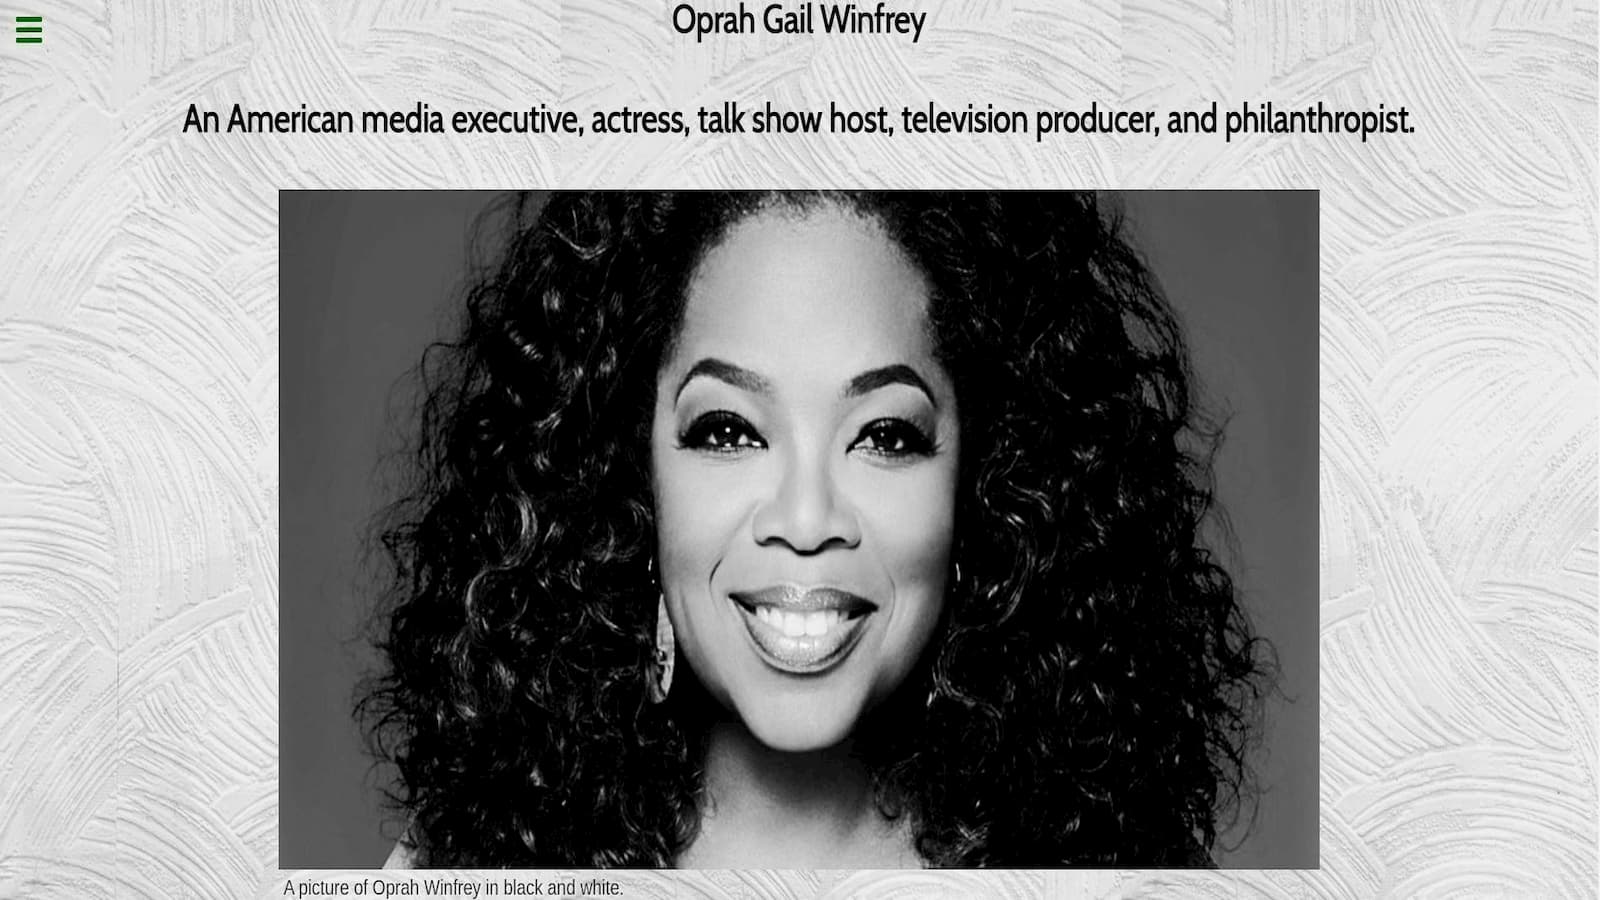 Oprah Gail Winfrey
An American media executive, actress, talk show host, television producer, and philanthropist.
A picture of Oprah Winfrey in black and white.